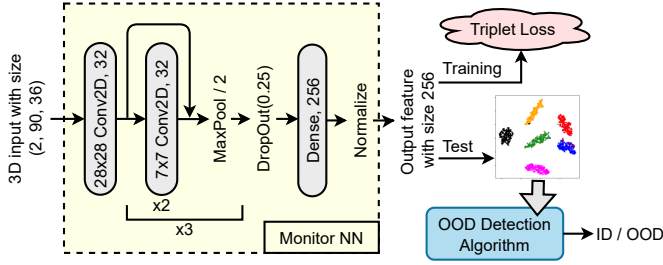 3D input with size
(2, 90, 36)
28x28 Conv2D, 32
7x7 Conv2D, 32
x2
x3
MaxPool / 2
DropOut(0.25)
Dense, 256
Normalize
Monitor NN
Output feature
with size 256
Triplet Loss
Training
Test
OOD Detection
Algorithm
ID / OOD